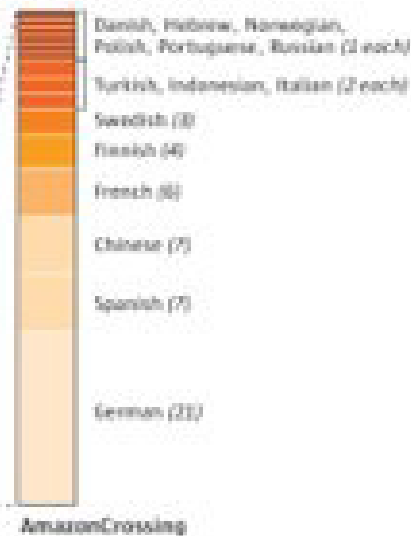 Danish, Hebrew, Norwegian,
Polish, Portuguese, Russian (1 each)
Turkish, Indonesian, Italian (2 each)
Swedish (3)
Finnish (4)
French (6)
Chinese (7)
Spanish (7)
German (21)
AmazonCrossing